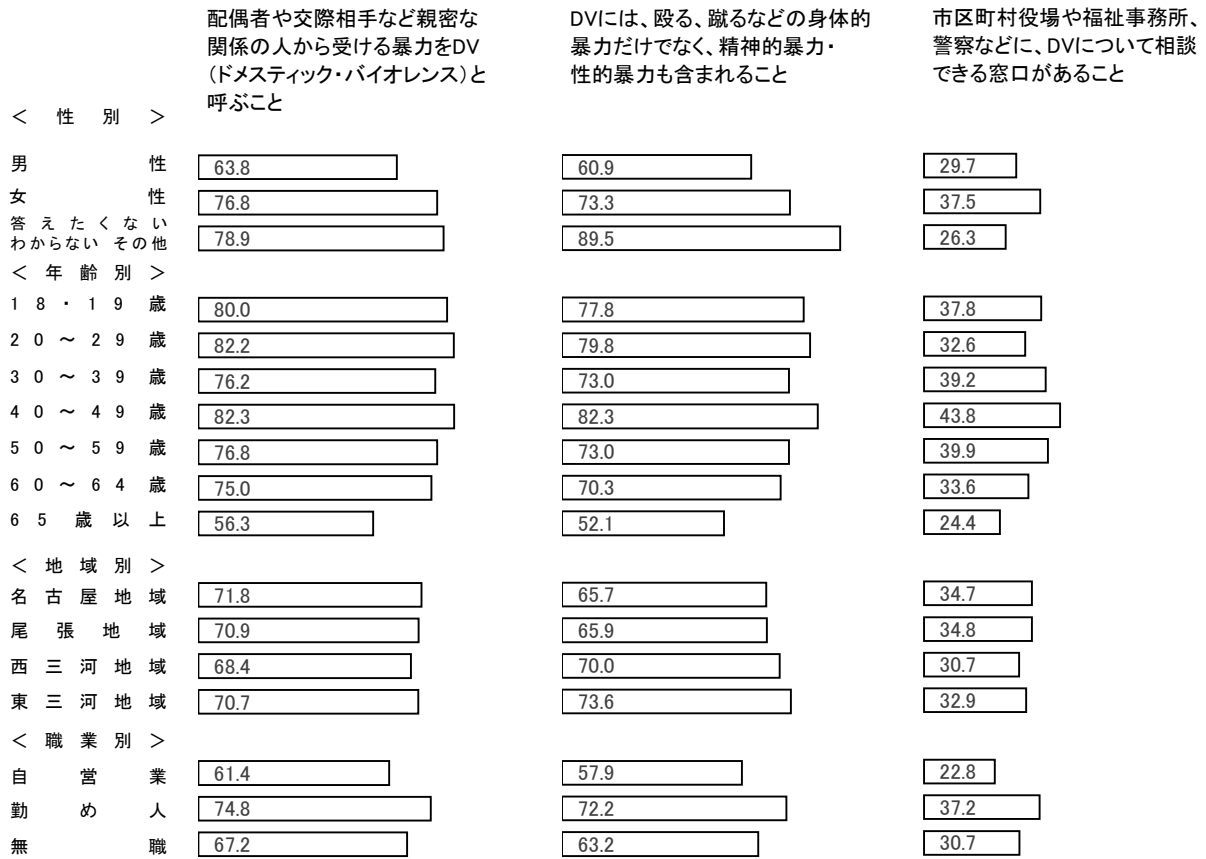 配偶者や交際相手など親密な
関係の人から受ける暴力をDV
（ドメスティック・バイオレンス）と
呼ぶこと
DVには、殴る、蹴るなどの身体的
暴力だけでなく、精神的暴力・
性的暴力も含まれること
市区町村役場や福祉事務所、
警察などに、DVについて相談
できる窓口があること
＜性別＞
男性 63.8 60.9 29.7
女性 76.8 73.3 37.5
答えたくない
わからない その他 78.9 89.5 26.3
＜年齢別＞
18・19歳 80.0 77.8 37.8
20～29歳 82.2 79.8 32.6
30～39歳 76.2 73.0 39.2
40～49歳 82.3 82.3 43.8
50～59歳 76.8 73.0 39.9
60～64歳 75.0 70.3 33.6
65歳以上 56.3 52.1 24.4
＜地域別＞
名古屋地域 71.8 65.7 34.7
尾張地域 70.9 65.9 34.8
西三河地域 68.4 70.0 30.7
東三河地域 70.7 73.6 32.9
＜職業別＞
自営業 61.4 57.9 22.8
勤め人 74.8 72.2 37.2
無職 67.2 63.2 30.7